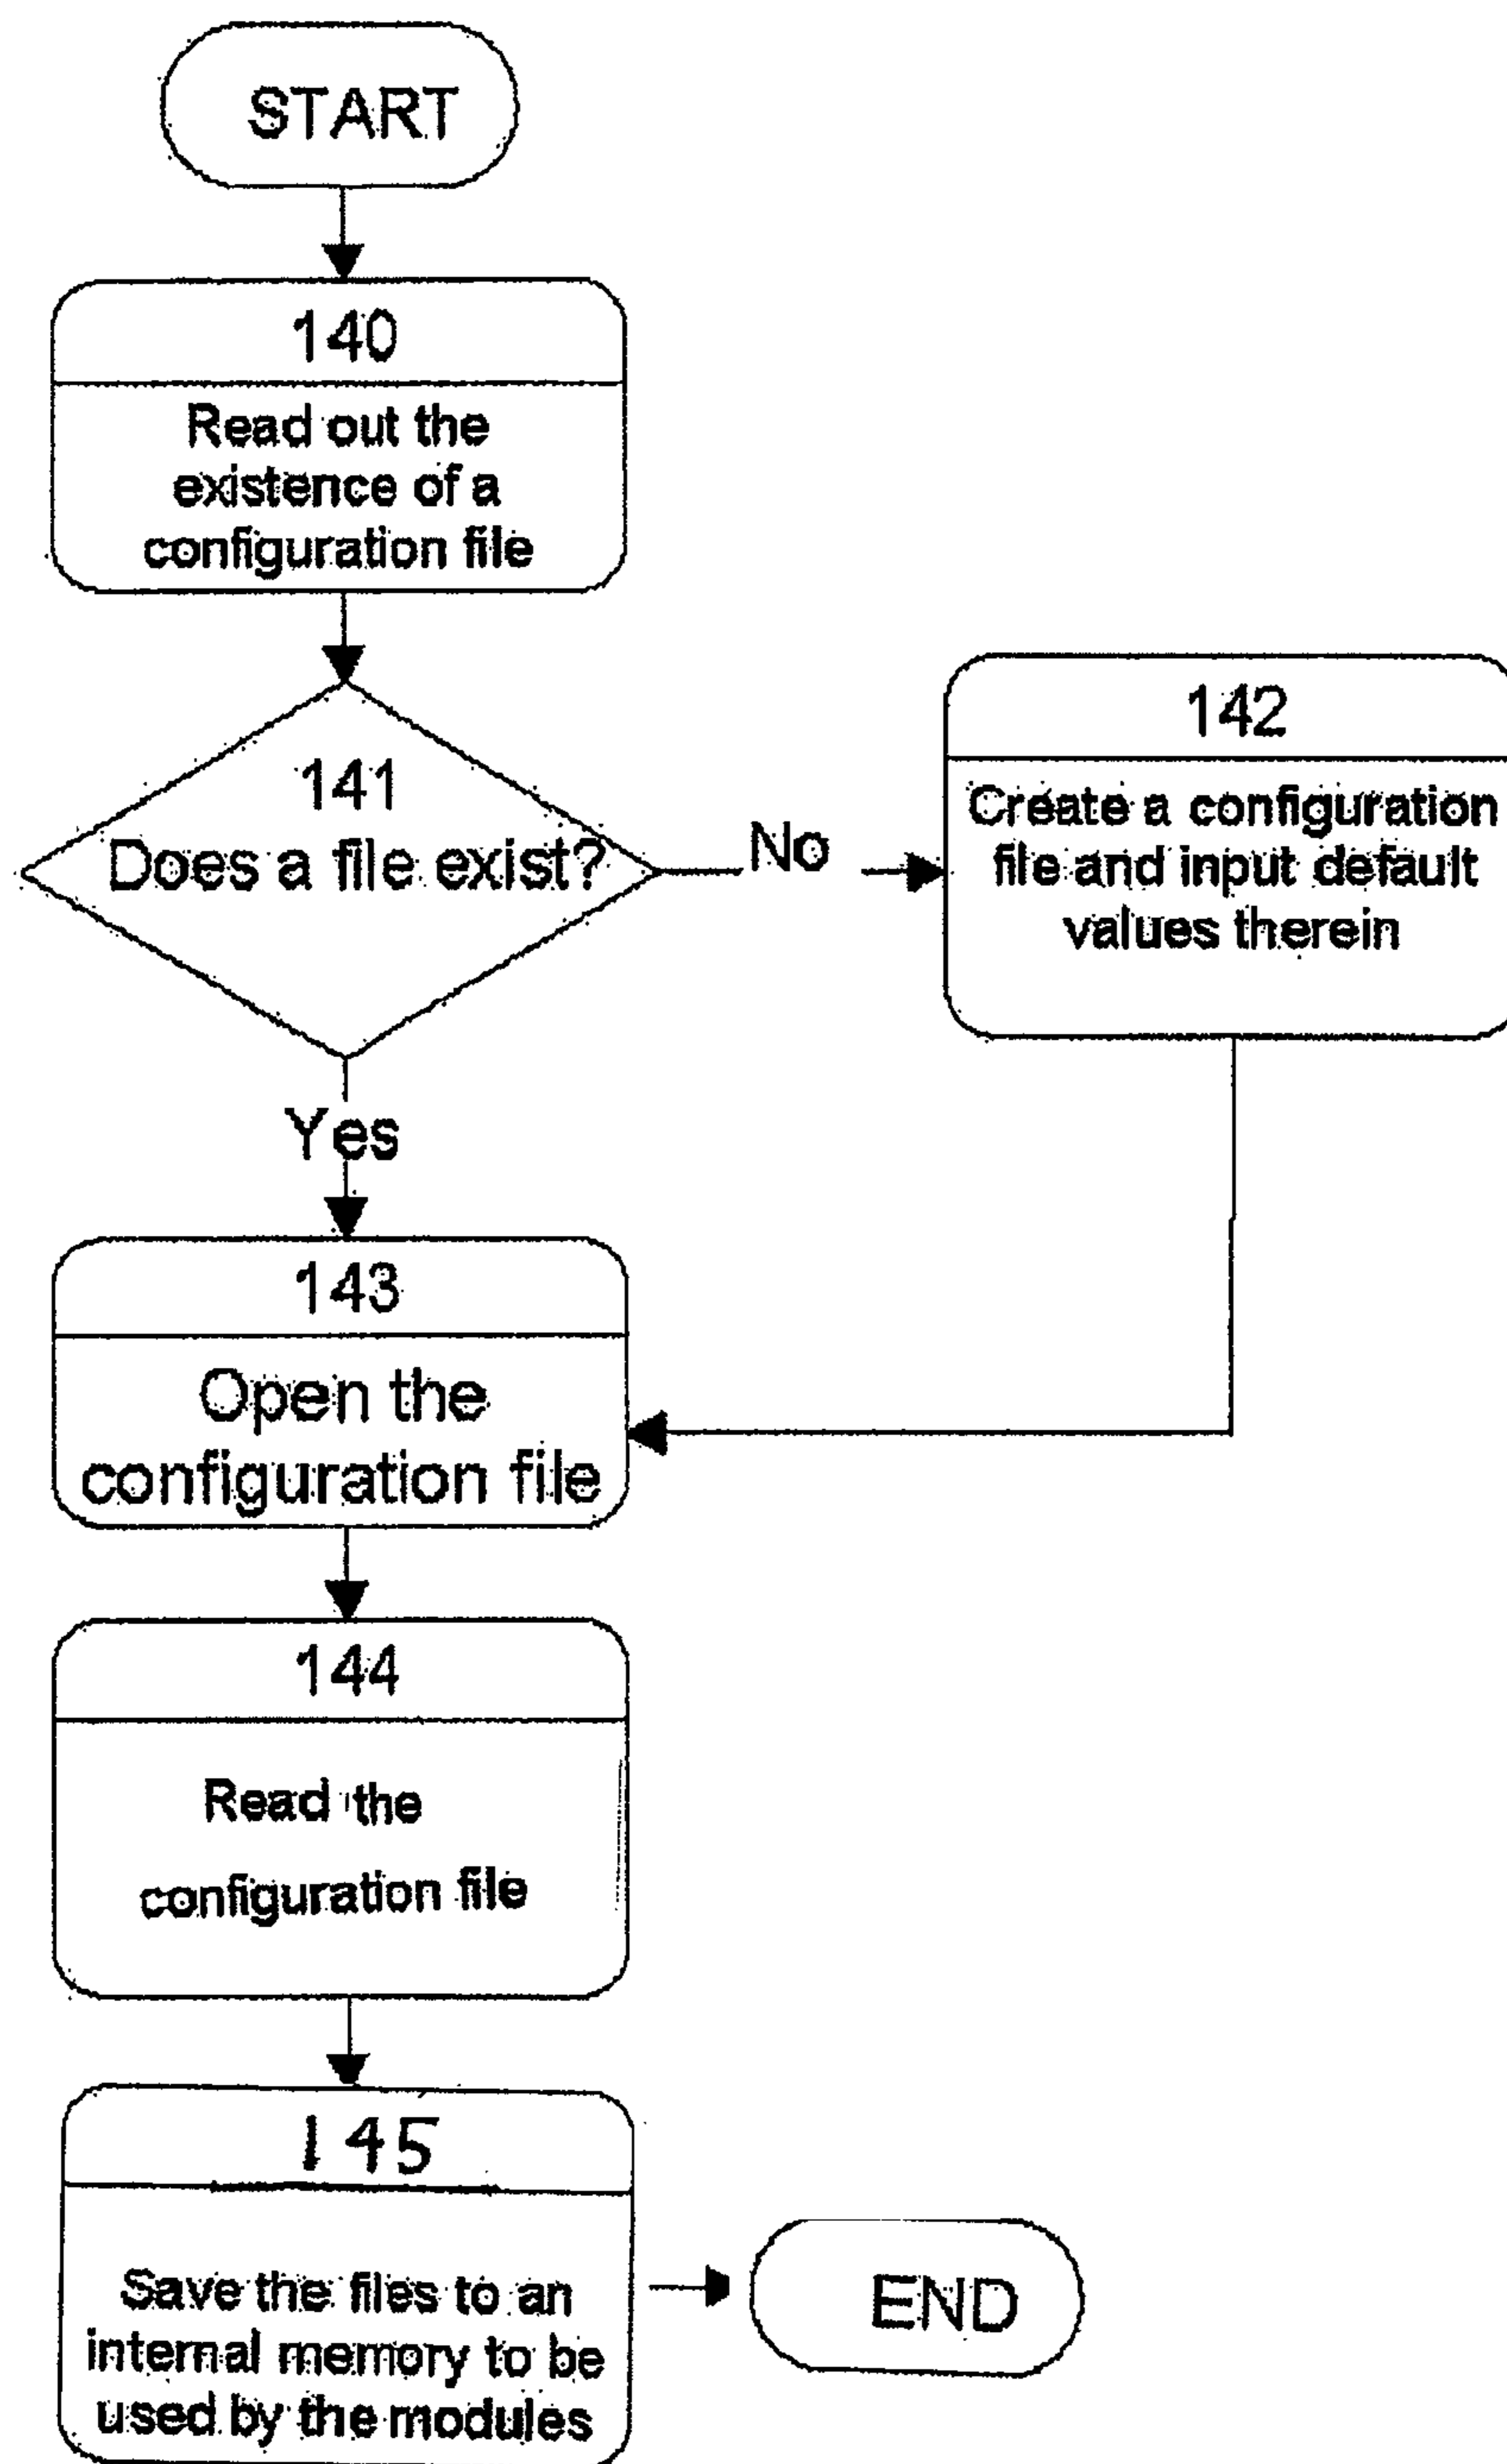 START
140
Read out the
existence of a
configuration file
141
Does a file exist?
No
142
Create a configuration
file and input default
values therein
Yes
143
Open the
configuration file
144
Read the
configuration file
145
Save the files to an
internal memory to be
used by the modules
END